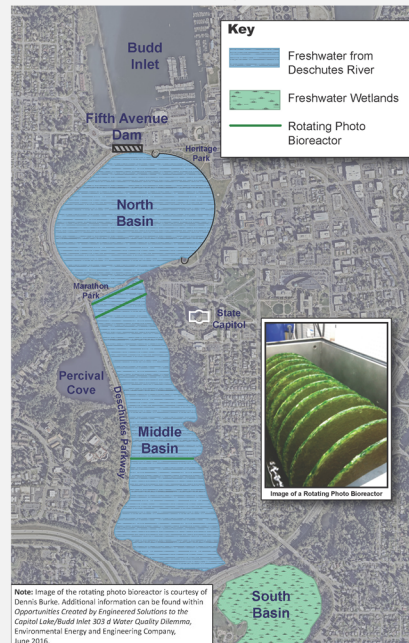 Budd
Inlet
Key
Freshwater from
Deschutes River
Freshwater Wetlands
Rotating Photo
Bioreactor
Fifth Avenue
Dam
Heritage
Park
North
Basin
Marathon
Park
State
Capitol
Percival
Cove
Deschutes Parkway
Middle
Basin
Image of a Rotating Photo Bioreactor
South
Basin
Note: Image of the rotating photo bioreactor is courtesy of
Dennis Burke. Additional information can be found within
Opportunities Created by Engineered Solutions to the
Capitol Lake/Budd Inlet 303 d Water Quality Dilemma,
Environmental Energy and Engineering Company,
June 2016.